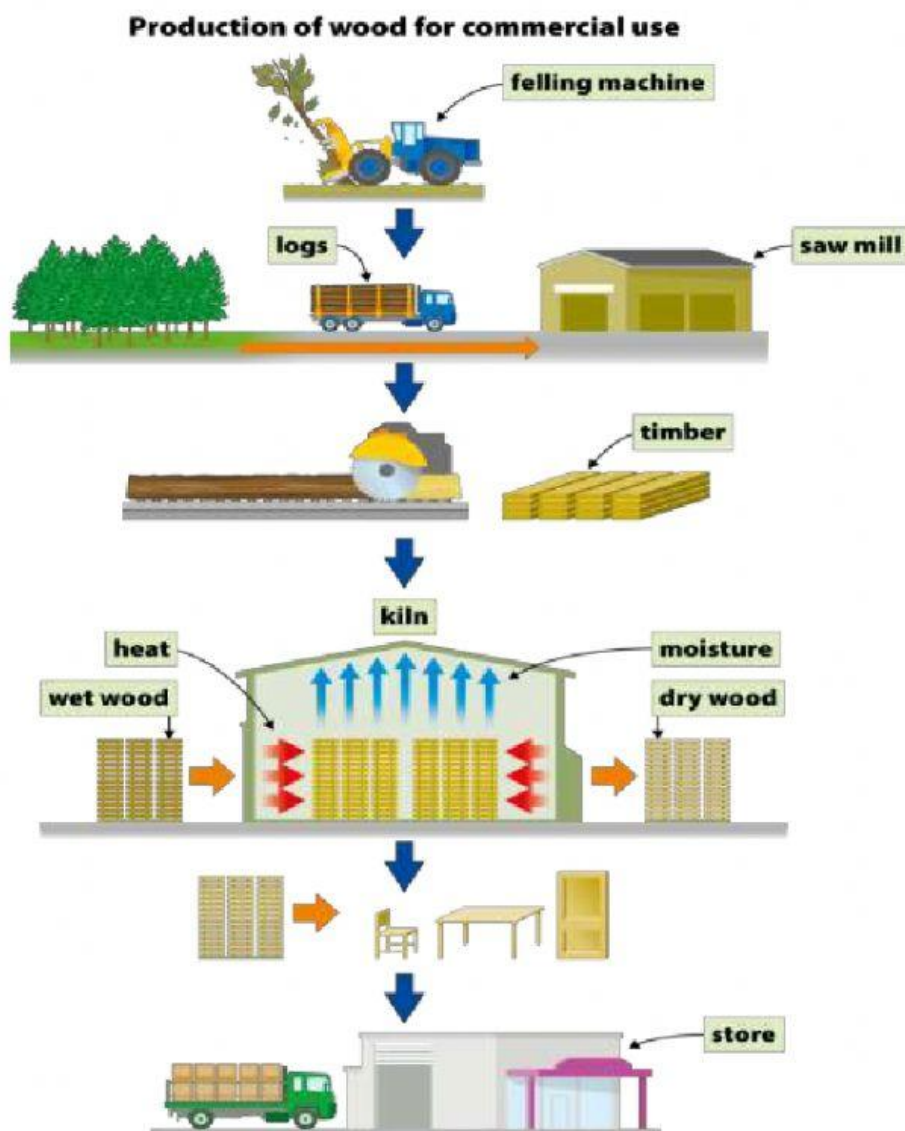 Production of wood for commercial use
felling machine
logs
saw mill
timber
kiln
heat
moisture
wet wood
dry wood
store